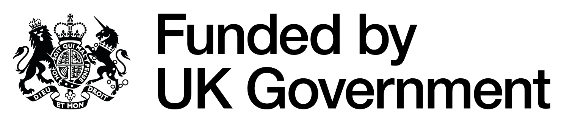 Funded by
UK Government
DIEU ET MON DROIT